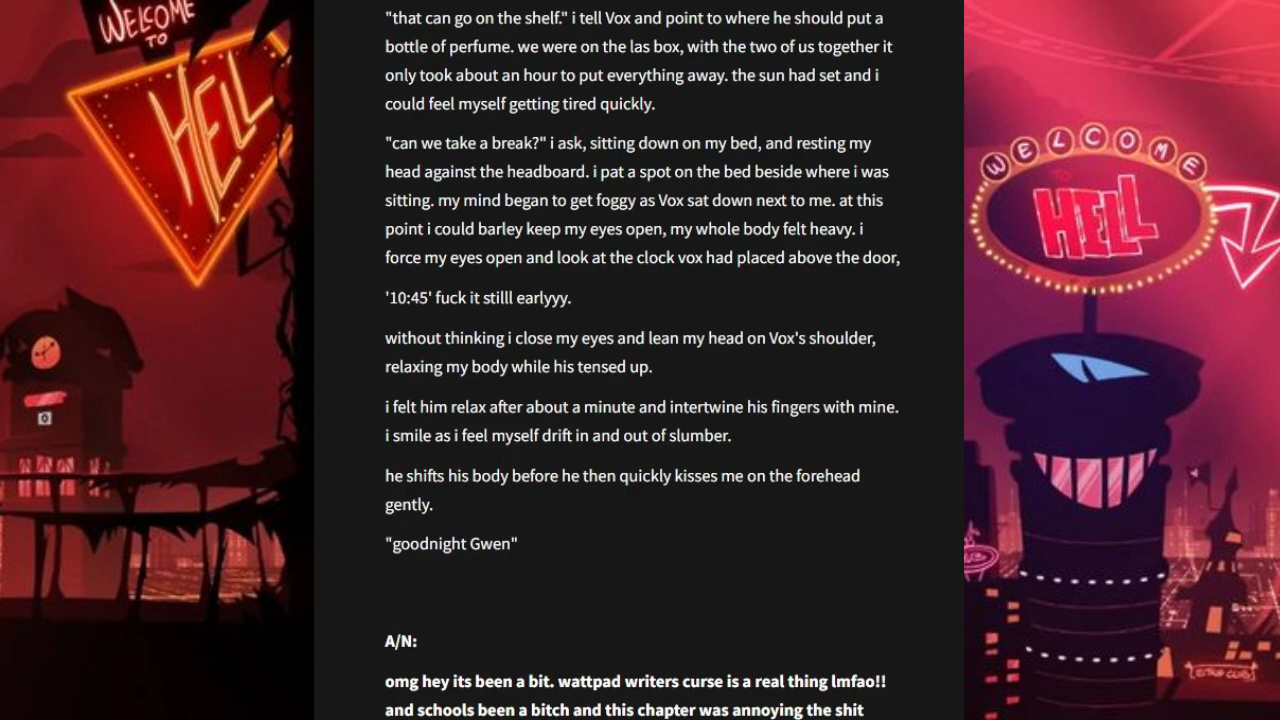 WELCOME
TO
HELL
"that can go on the shelf." i tell Vox and point to where he should put a
bottle of perfume. we were on the las box, with the two of us together it
only took about an hour to put everything away. the sun had set and i
could feel myself getting tired quickly.
"can we take a break?" i ask, sitting down on my bed, and resting my
head against the headboard. i pat a spot on the bed beside where i was
sitting. my mind began to get foggy as Vox sat down next to me. at this
point i could barley keep my eyes open, my whole body felt heavy. i
force my eyes open and look at the clock vox had placed above the door,
'10:45' fuck it stilll earlyyy.
without thinking i close my eyes and lean my head on Vox's shoulder,
relaxing my body while his tensed up.
i felt him relax after about a minute and intertwine his fingers with mine.
i smile as i feel myself drift in and out of slumber.
he shifts his body before he then quickly kisses me on the forehead
gently.
"goodnight Gwen"
A/N:
omg hey its been a bit. wattpad writers curse is a real thing lmfao!!
and schools been a bitch and this chapter was annoying the shit
WELCOME
HELL